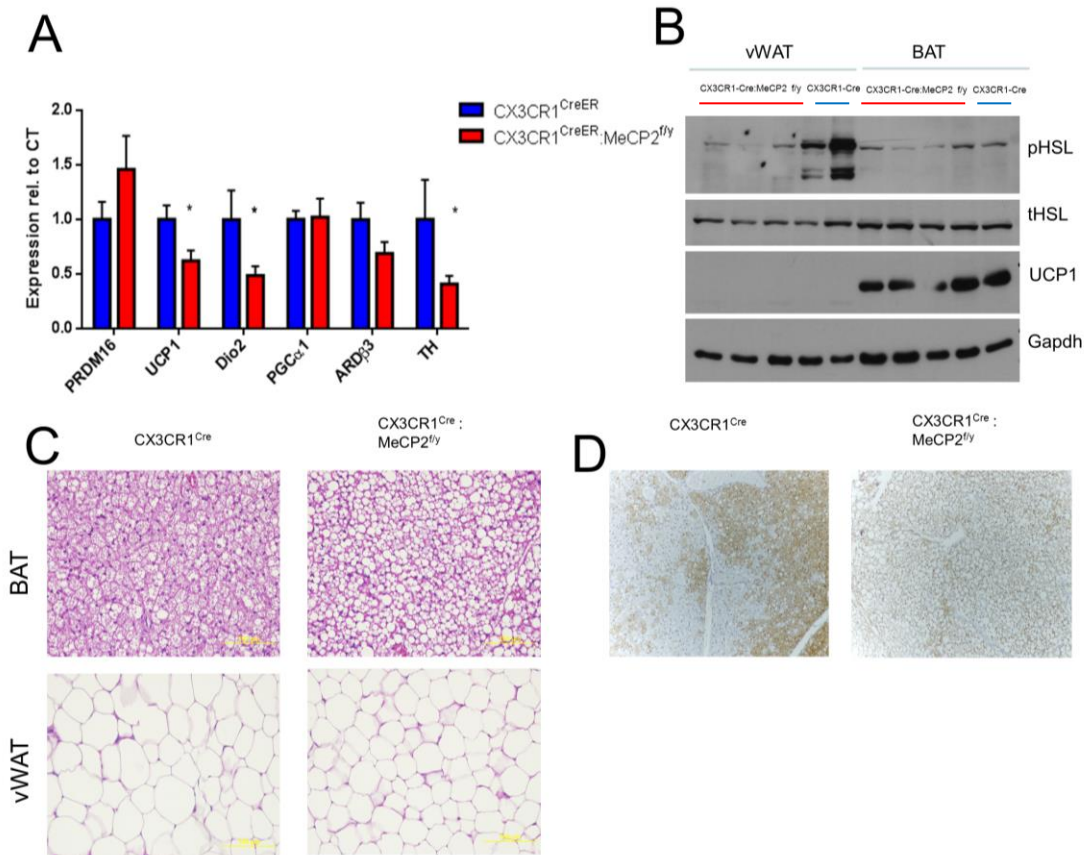 A
CX3CR1CreER
CX3CR1CreER:MeCP2f/y
Expression rel. to CT
2.0
1.5
1.0
0.5
0.0
* * *
PRDM16 UCP1 Dio2 PGCα1 ARDβ3 TH
B
vWAT BAT
CX3CR1-Cre:MeCP2 f/y CX3CR1-Cre CX3CR1-Cre:MeCP2 f/y CX3CR1-Cre
pHSL
tHSL
UCP1
Gapdh
C
CX3CR1Cre
CX3CR1Cre :
MeCP2f/y
BAT
vWAT
D
CX3CR1Cre
CX3CR1Cre :
MeCP2f/y